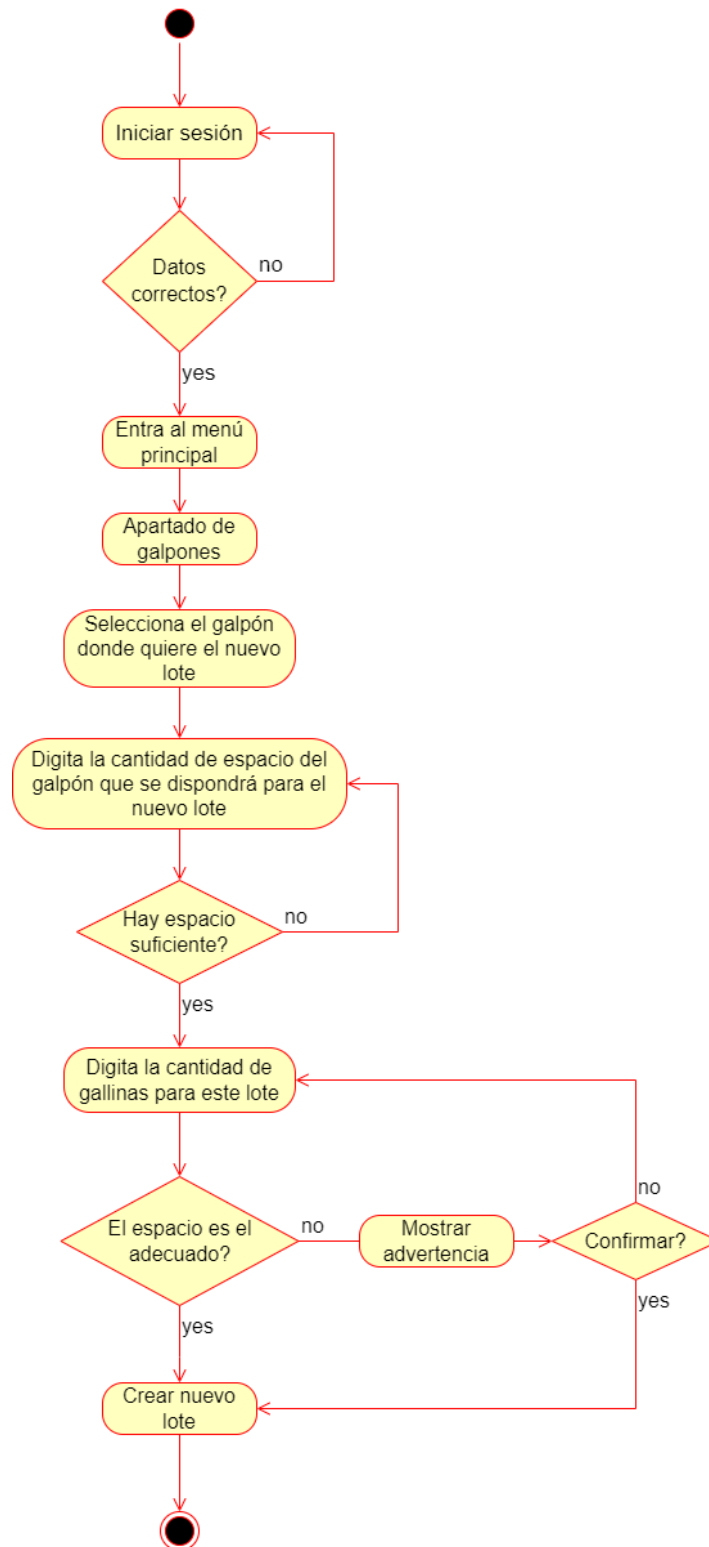 Iniciar sesión
Datos
correctos?
no
yes
Entra al menú
principal
Apartado de
galpones
Selecciona el galpón
donde quiere el nuevo
lote
Digita la cantidad de espacio del
galpón que se dispondrá para el
nuevo lote
Hay espacio
suficiente?
no
yes
Digita la cantidad de
gallinas para este lote
El espacio es el
adecuado?
no
Mostrar
advertencia
Confirmar?
no
yes
yes
Crear nuevo
lote